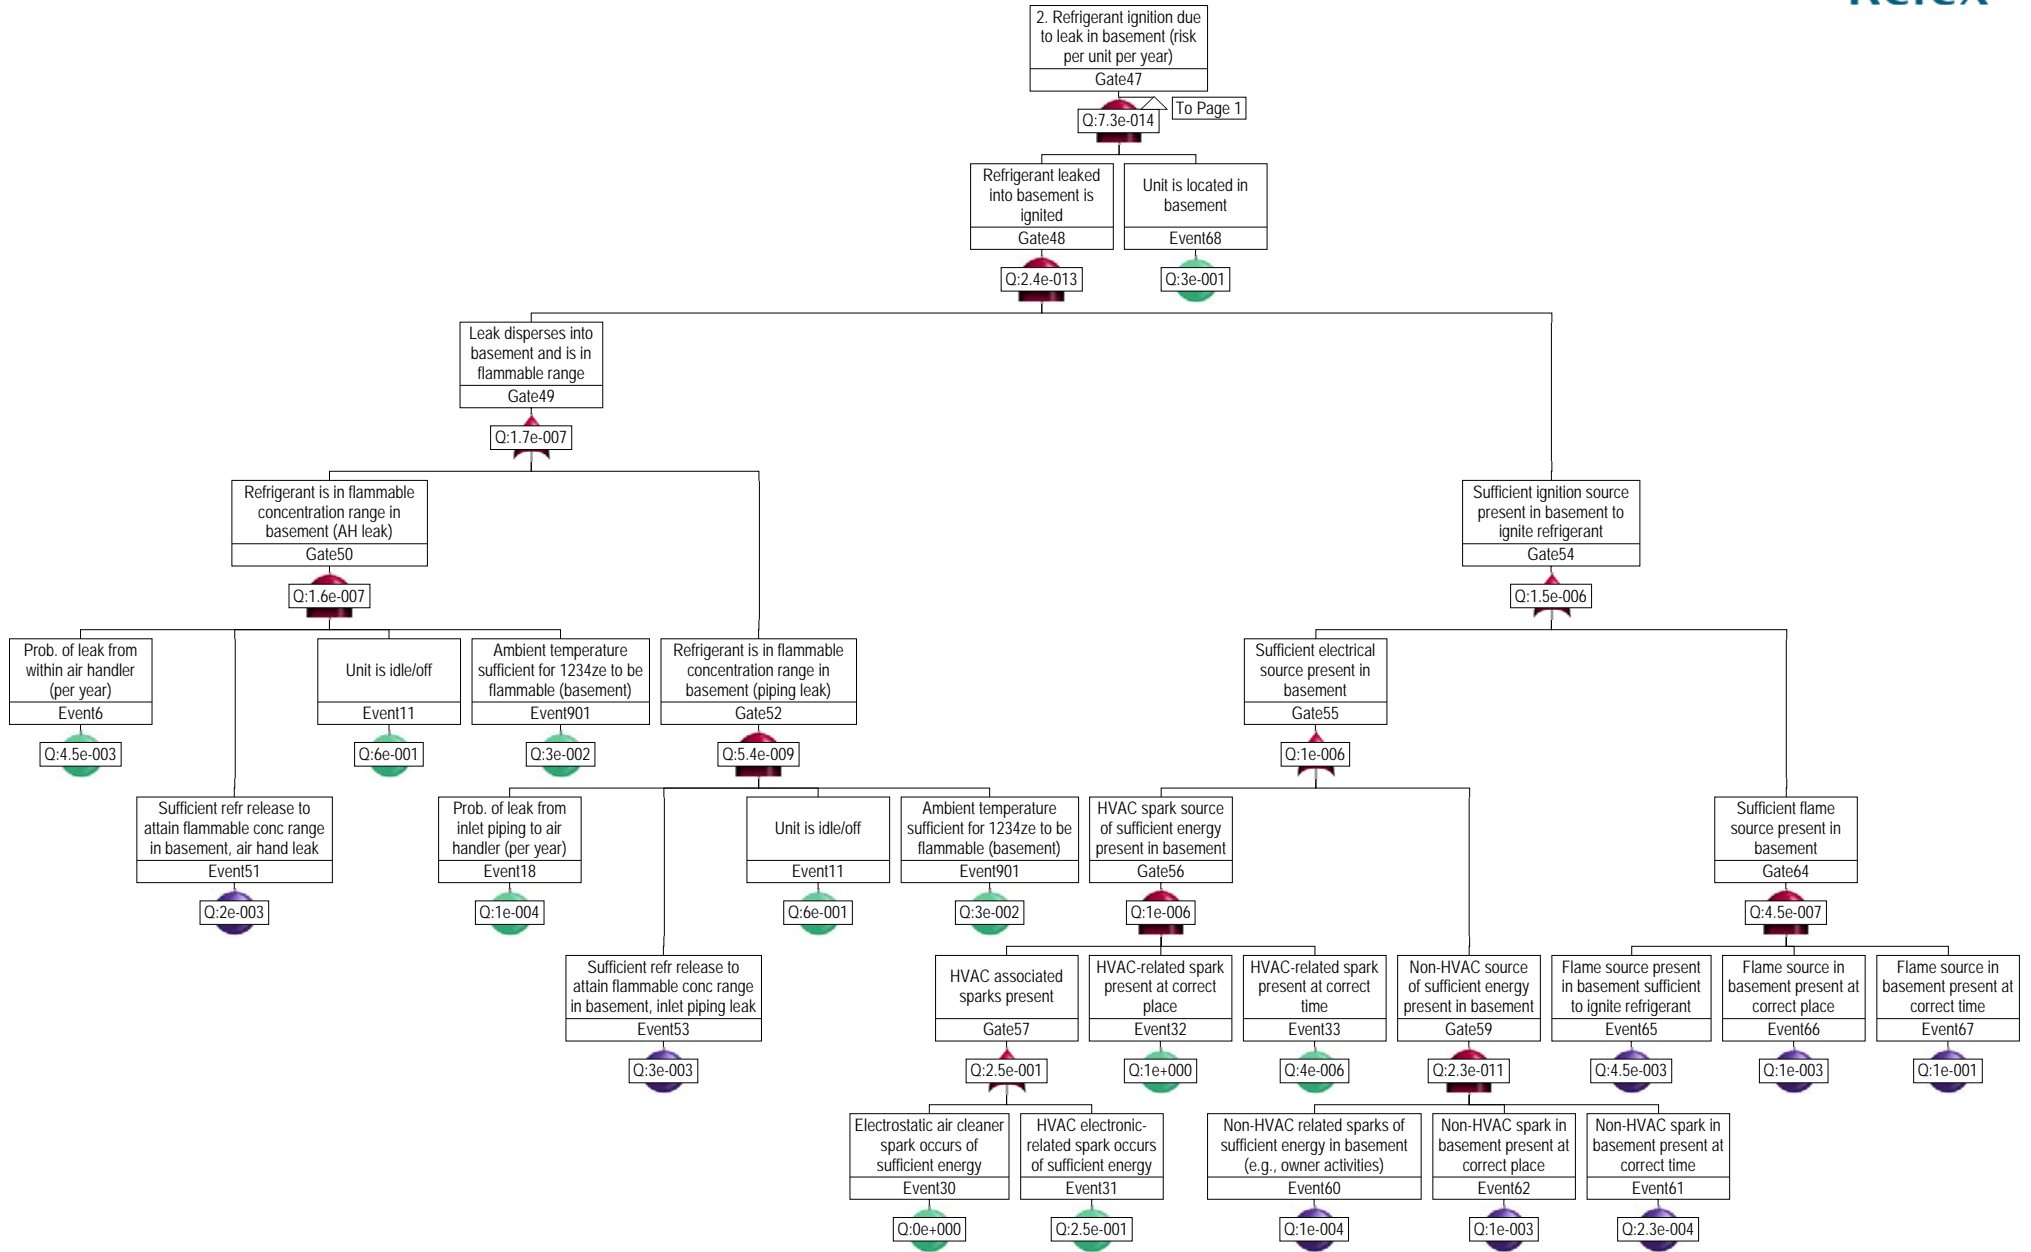 2. Refrigerant ignition due
to leak in basement (risk
per unit per year)
Gate47
To Page 1
Q:7.3e-014
Refrigerant leaked
into basement is
ignited
Gate48
Q:2.4e-013
Unit is located in
basement
Event68
Q:3e-001
Leak disperses into
basement and is in
flammable range
Gate49
Q:1.7e-007
Refrigerant is in flammable
concentration range in
basement (AH leak)
Gate50
Q:1.6e-007
Sufficient ignition source
present in basement to
ignite refrigerant
Gate54
Q:1.5e-006
Prob. of leak from
within air handler
(per year)
Event6
Q:4.5e-003
Unit is idle/off
Event11
Q:6e-001
Ambient temperature
sufficient for 1234ze to be
flammable (basement)
Event901
Q:3e-002
Refrigerant is in flammable
concentration range in
basement (piping leak)
Gate52
Q:5.4e-009
Sufficient electrical
source present in
basement
Gate55
Q:1e-006
Sufficient refr release to
attain flammable conc range
in basement, air hand leak
Event51
Q:2e-003
Prob. of leak from
inlet piping to air
handler (per year)
Event18
Q:1e-004
Unit is idle/off
Event11
Q:6e-001
Ambient temperature
sufficient for 1234ze to be
flammable (basement)
Event901
Q:3e-002
HVAC spark source
of sufficient energy
present in basement
Gate56
Q:1e-006
Sufficient flame
source present in
basement
Gate64
Q:4.5e-007
Sufficient refr release to
attain flammable conc range
in basement, inlet piping leak
Event53
Q:3e-003
HVAC associated
sparks present
Gate57
Q:2.5e-001
HVAC-related spark
present at correct
place
Event32
Q:1e+000
HVAC-related spark
present at correct
time
Event33
Q:4e-006
Non-HVAC source
of sufficient energy
present in basement
Gate59
Q:2.3e-011
Flame source present
in basement sufficient
to ignite refrigerant
Event65
Q:4.5e-003
Flame source in
basement present at
correct place
Event66
Q:1e-003
Flame source in
basement present at
correct time
Event67
Q:1e-001
Electrostatic air cleaner
spark occurs of
sufficient energy
Event30
Q:0e+000
HVAC electronic-
related spark occurs
of sufficient energy
Event31
Q:2.5e-001
Non-HVAC related sparks of
sufficient energy in basement
(e.g., owner activities)
Event60
Q:1e-004
Non-HVAC spark in
basement present at
correct place
Event62
Q:1e-003
Non-HVAC spark in
basement present at
correct time
Event61
Q:2.3e-004